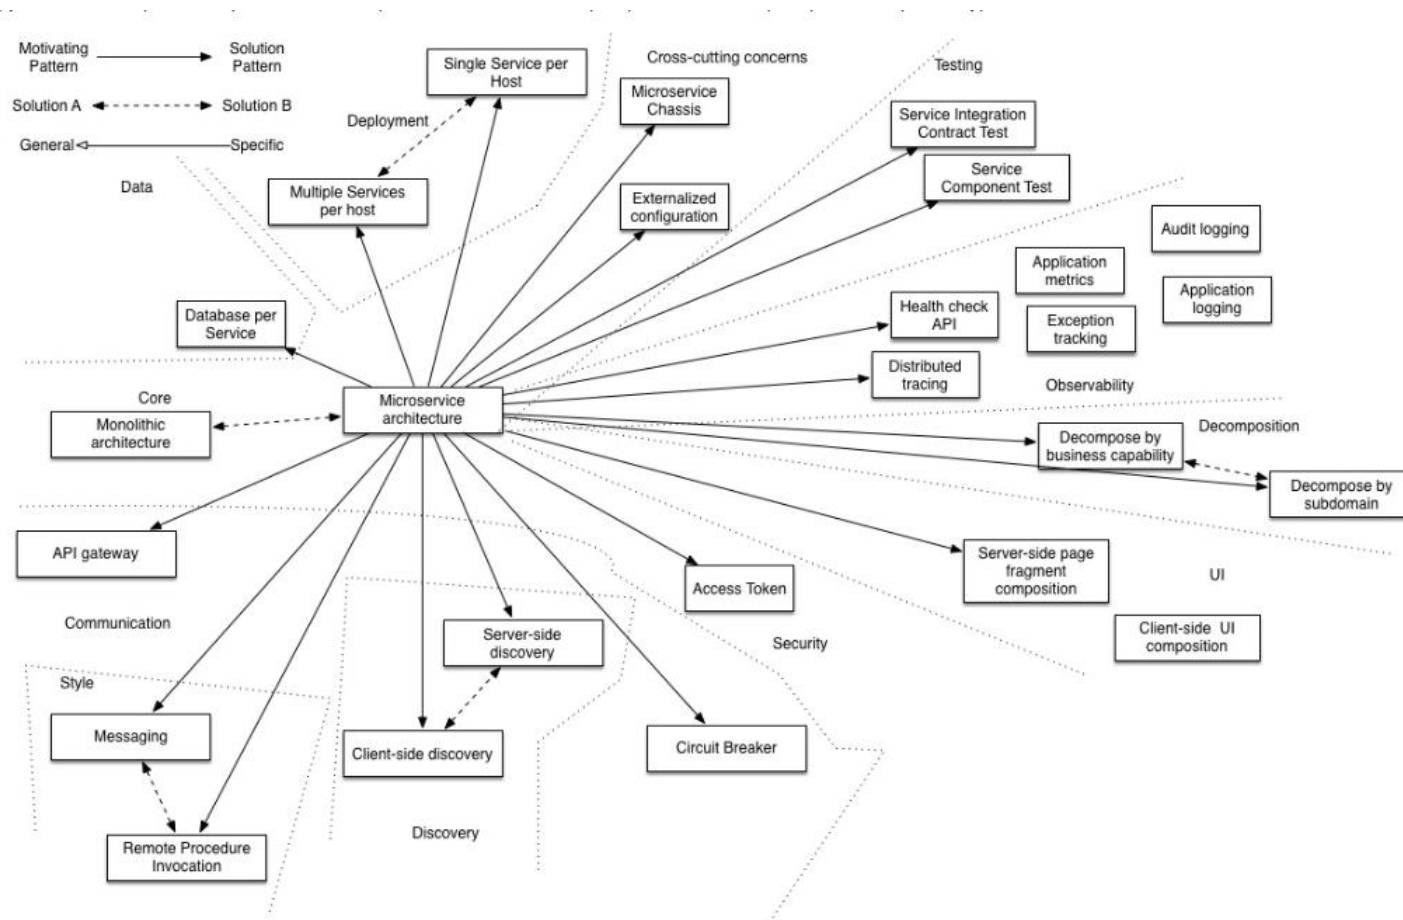 Motivating
Pattern
Solution
Pattern
Solution A
Solution B
General
Specific
Data
Deployment
Single Service per
Host
Multiple Services
per host
Cross-cutting concerns
Microservice
Chassis
Externalized
configuration
Testing
Service Integration
Contract Test
Service
Component Test
Audit logging
Application
metrics
Application
logging
Health check
API
Exception
tracking
Distributed
tracing
Observability
Database per
Service
Core
Monolithic
architecture
Microservice
architecture
Decompose by
business capability
Decomposition
Decompose by
subdomain
API gateway
Communication
Server-side page
fragment
composition
UI
Client-side UI
composition
Access Token
Security
Server-side
discovery
Client-side discovery
Discovery
Circuit Breaker
Style
Messaging
Remote Procedure
Invocation